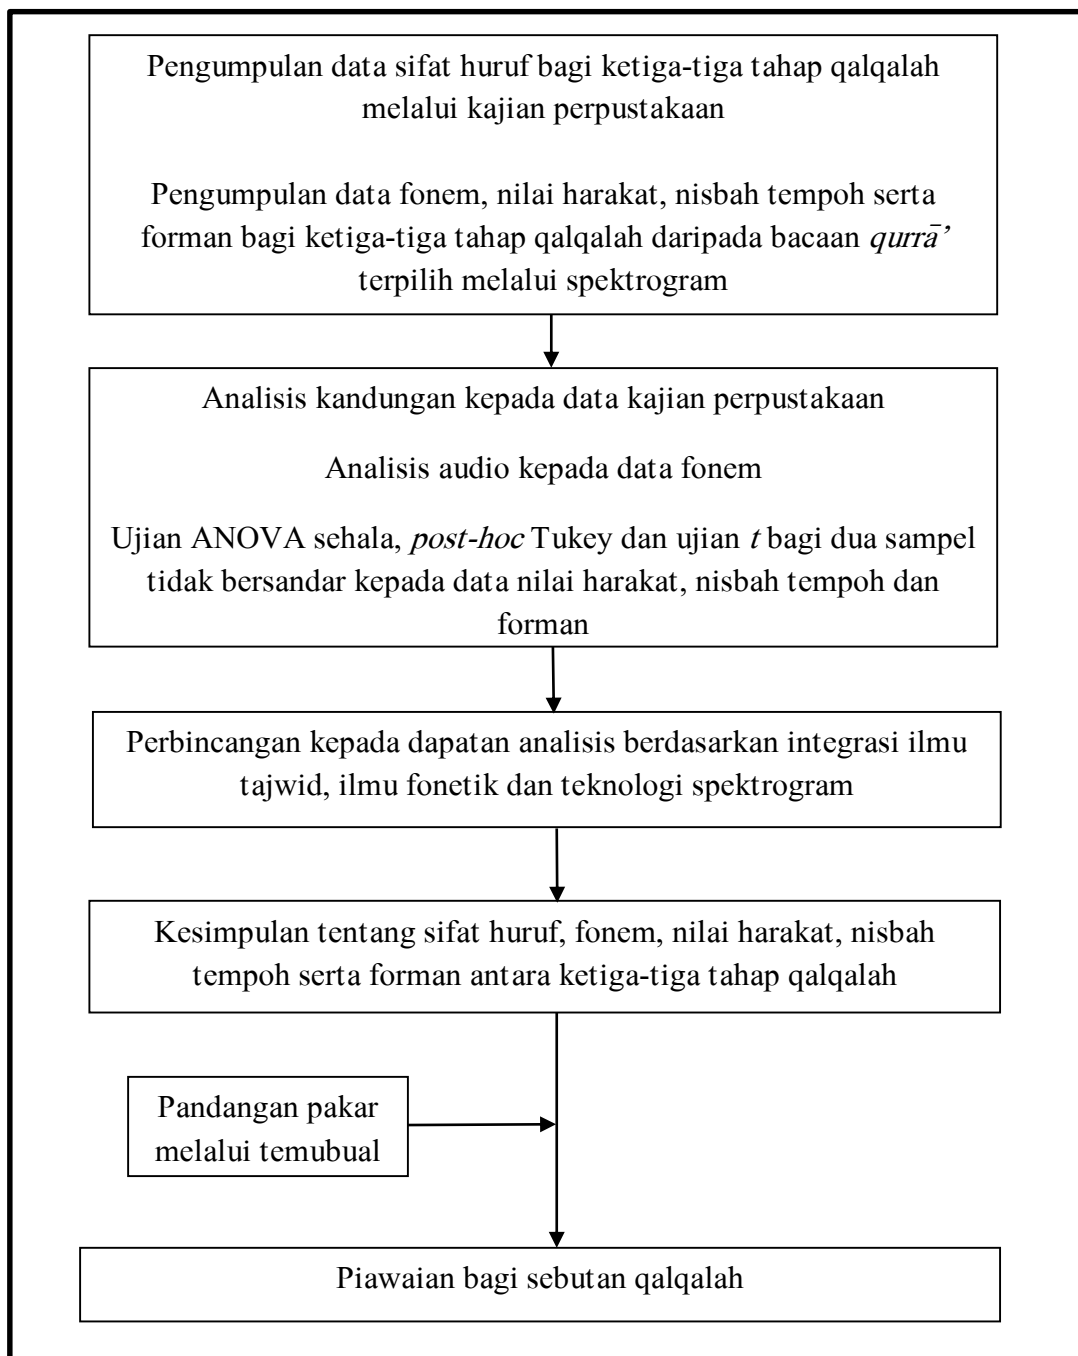 Pengumpulan data sifat huruf bagi ketiga-tiga tahap qalqalah
melalui kajian perpustakaan
Pengumpulan data fonem, nilai harakat, nisbah tempoh serta
forman bagi ketiga-tiga tahap qalqalah daripada bacaan qurrā’
terpilih melalui spektrogram
Analisis kandungan kepada data kajian perpustakaan
Analisis audio kepada data fonem
Ujian ANOVA sehala, post-hoc Tukey dan ujian t bagi dua sampel
tidak bersandar kepada data nilai harakat, nisbah tempoh dan
forman
Perbincangan kepada dapatan analisis berdasarkan integrasi ilmu
tajwid, ilmu fonetik dan teknologi spektrogram
Kesimpulan tentang sifat huruf, fonem, nilai harakat, nisbah
tempoh serta forman antara ketiga-tiga tahap qalqalah
Pandangan pakar
melalui temubual
Piawaian bagi sebutan qalqalah